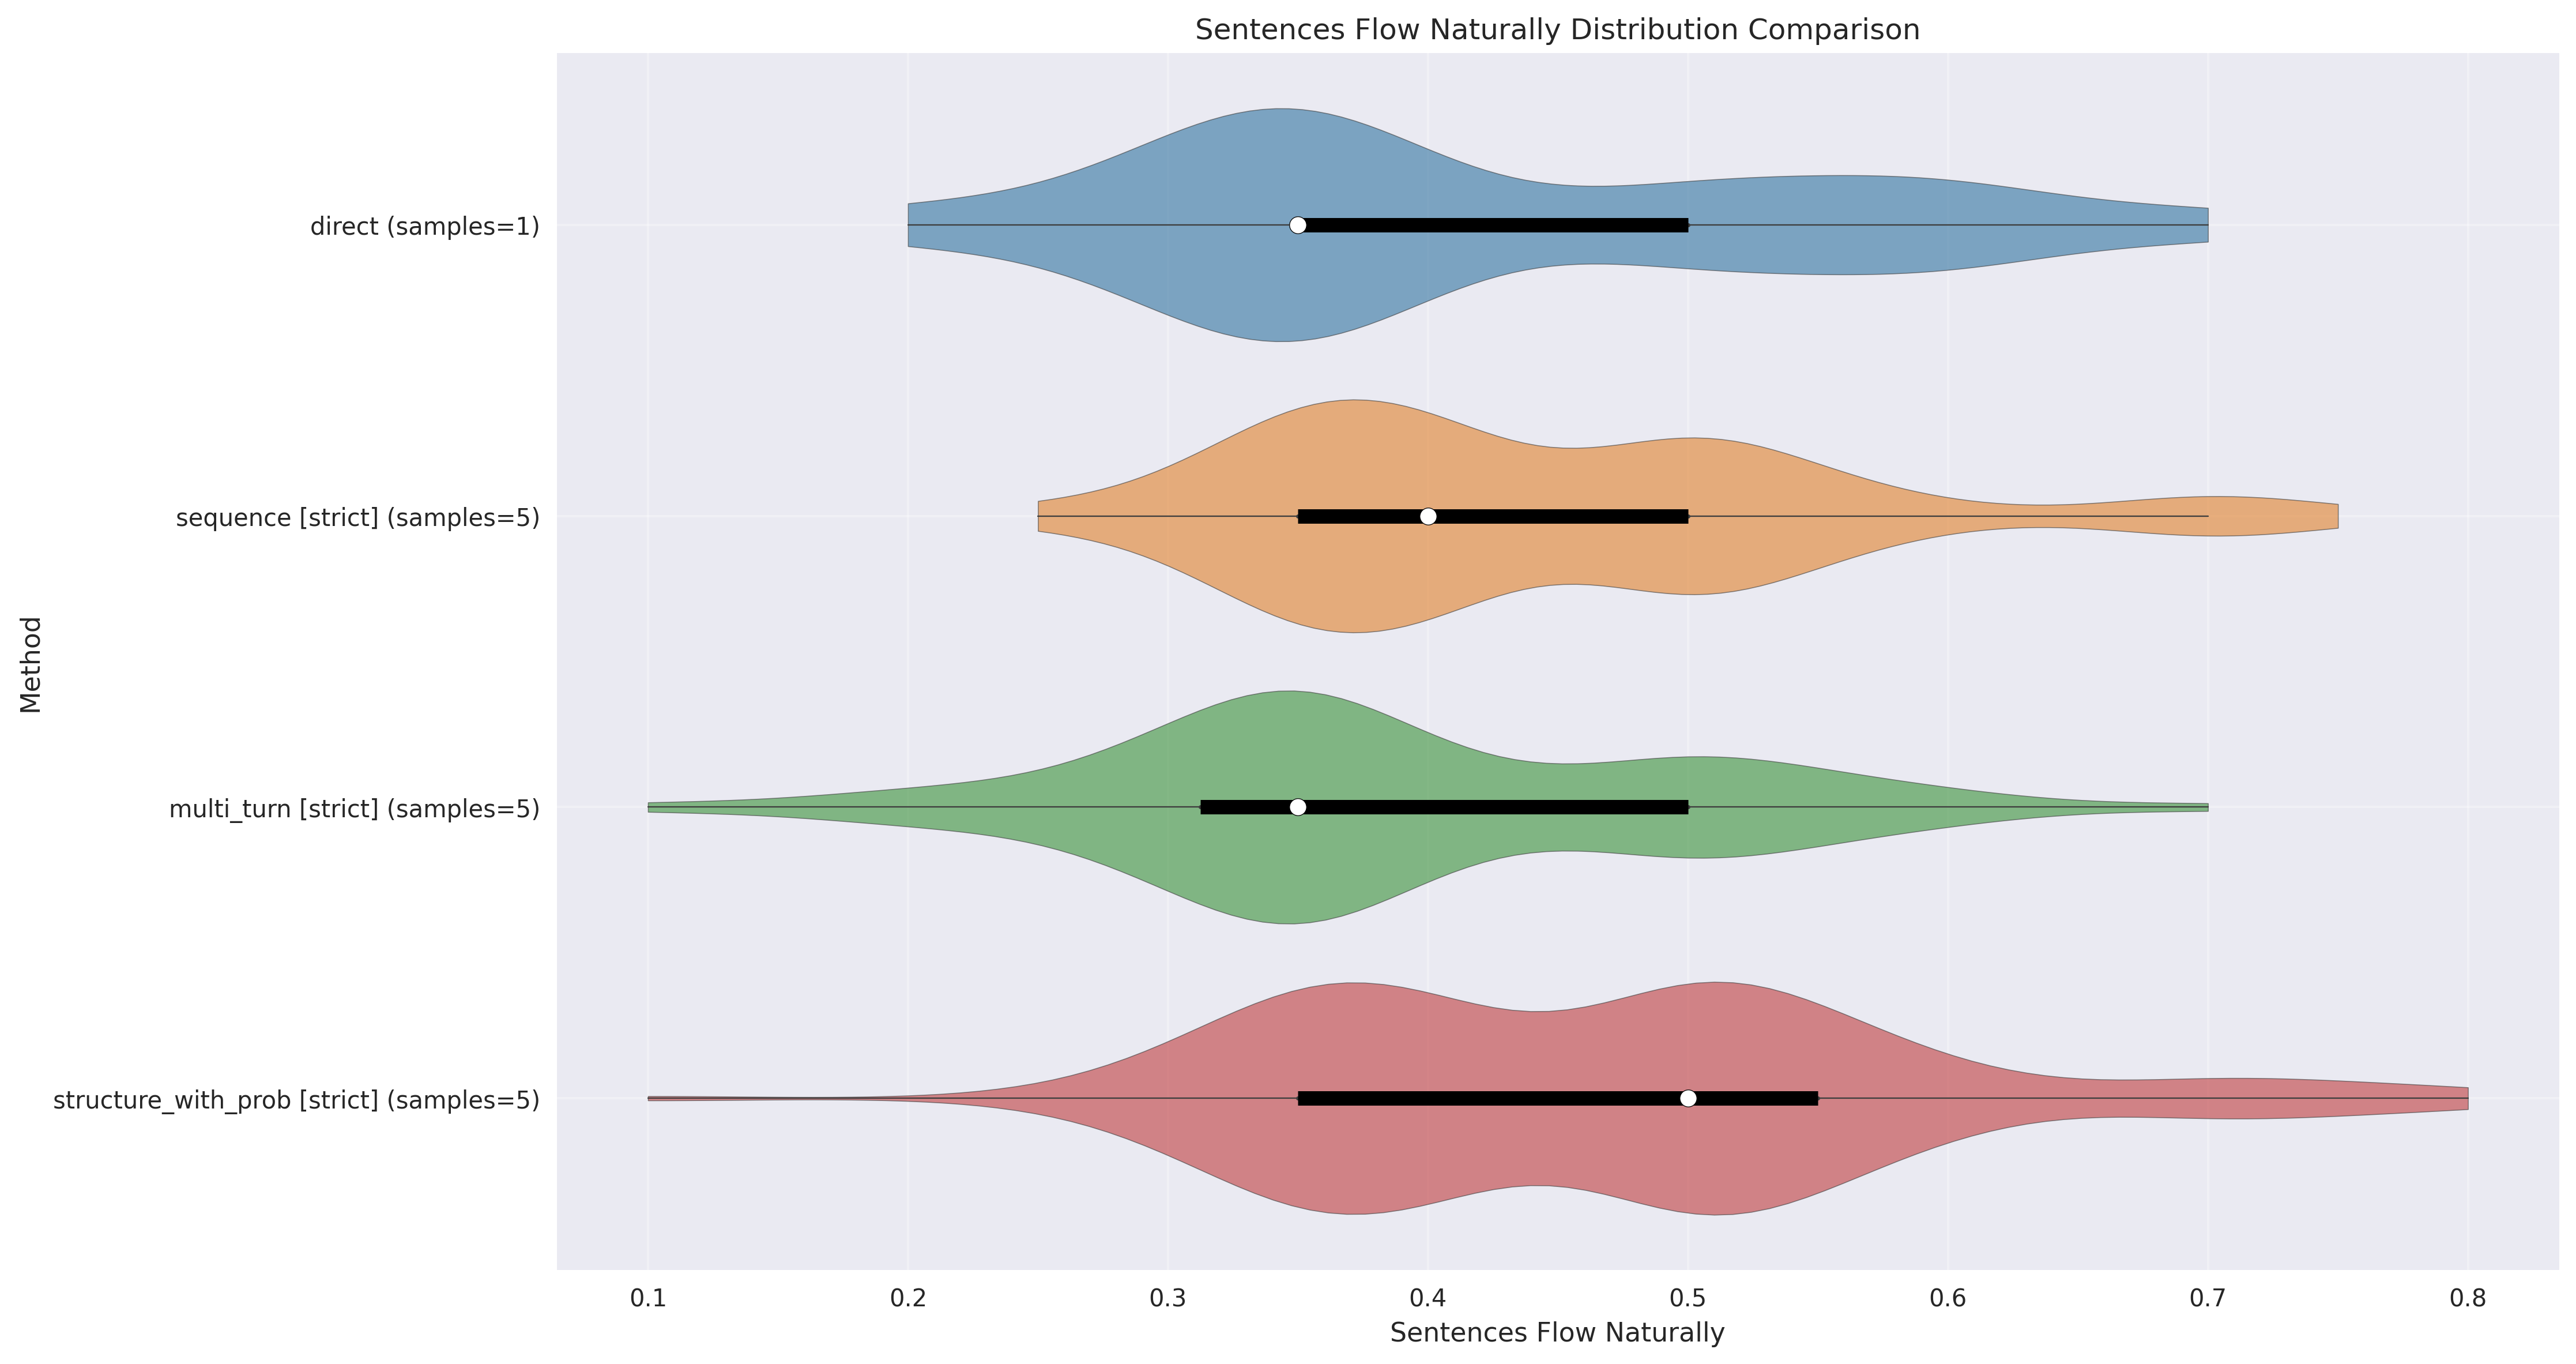 Sentences Flow Naturally Distribution Comparison
Method
direct (samples=1)
sequence [strict] (samples=5)
multi_turn [strict] (samples=5)
structure_with_prob [strict] (samples=5)
0.1 0.2 0.3 0.4 0.5 0.6 0.7 0.8
Sentences Flow Naturally